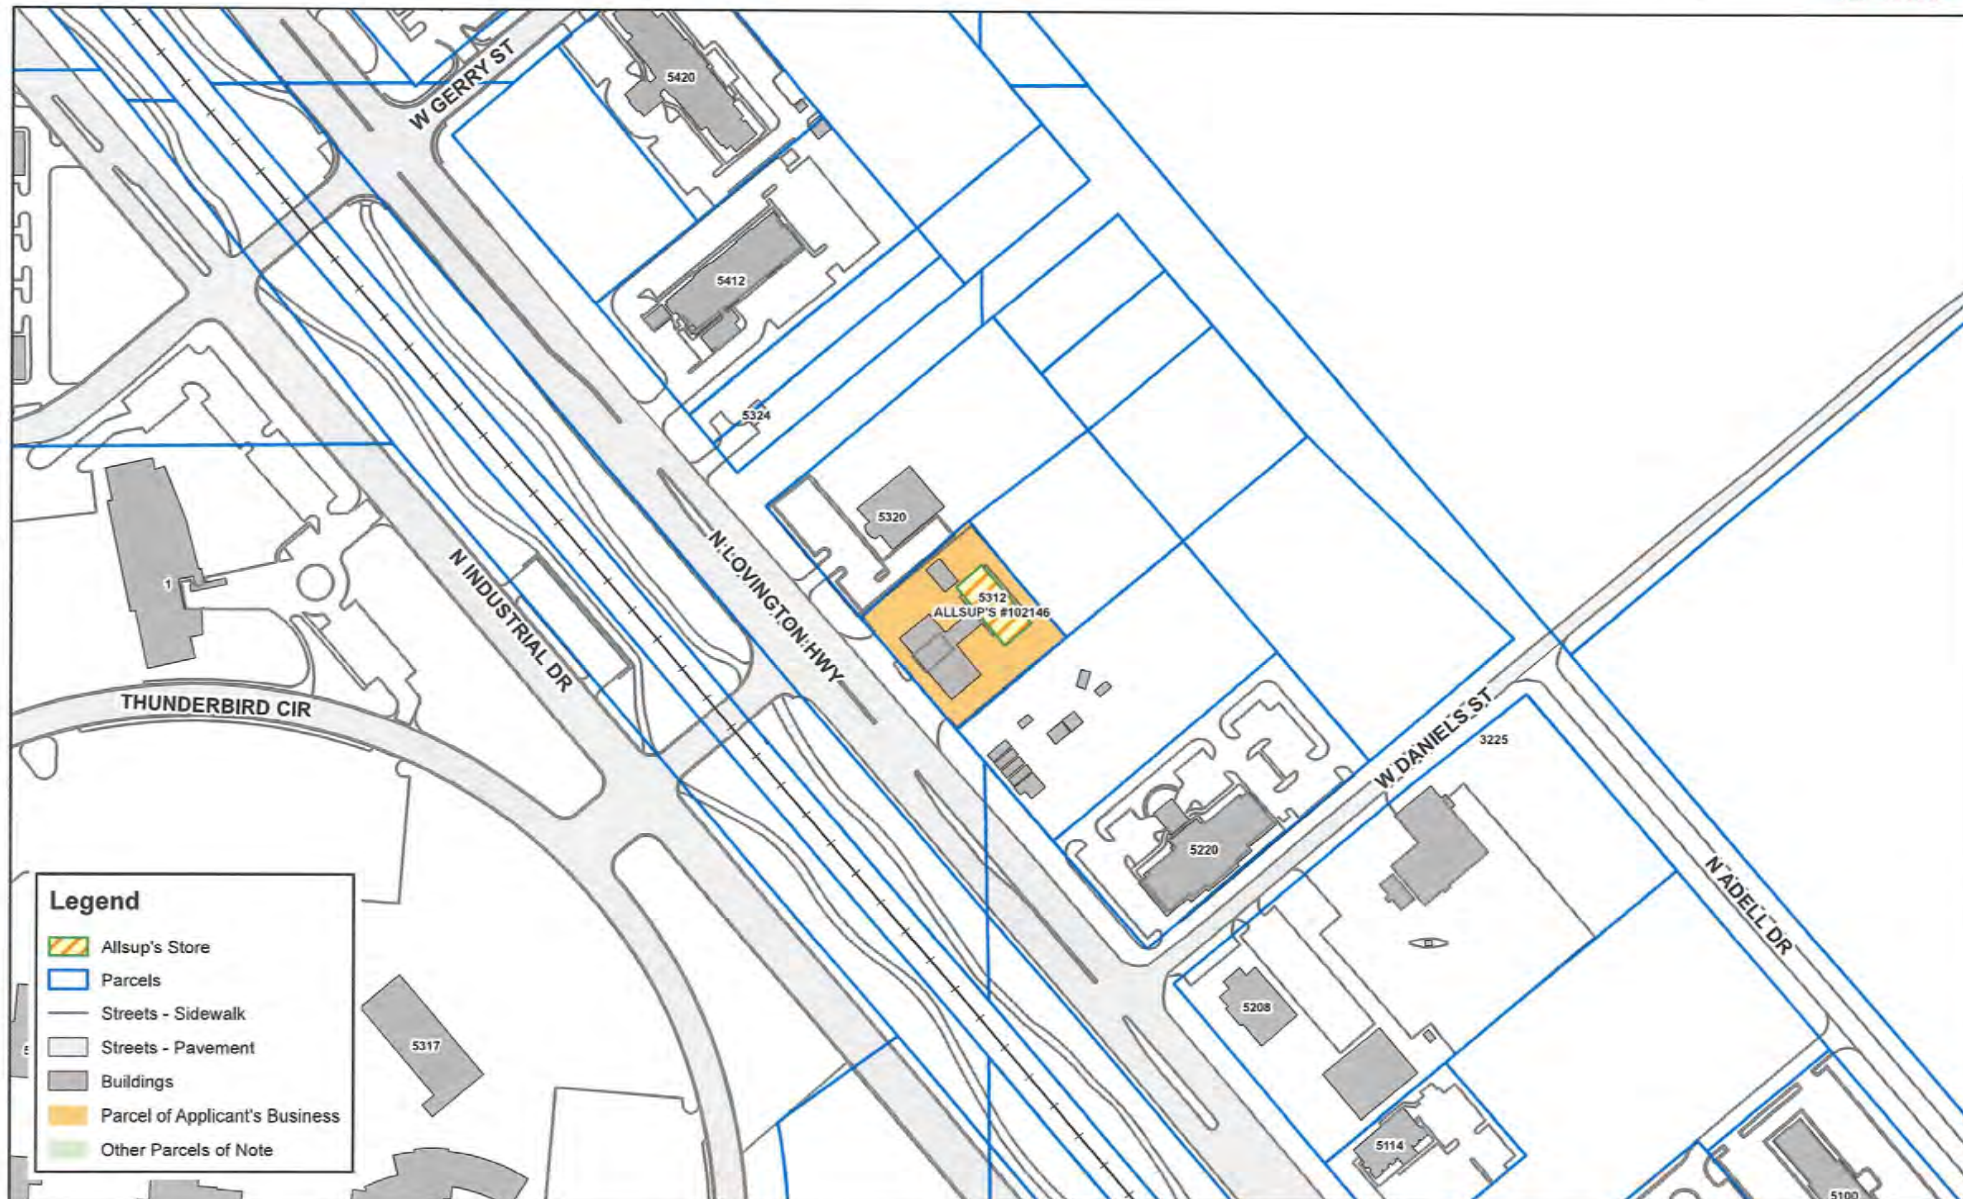 W GERRY ST
5420
5412
5324
5320
5312
ALLSUP'S #102146
N LOVINGTON HWY
N INDUSTRIAL DR
1
THUNDERBIRD CIR
W DANIELS ST
3225
5220
N ADELL DR
5208
5317
5114
5100
Legend
Allsup's Store
Parcels
Streets - Sidewalk
Streets - Pavement
Buildings
Parcel of Applicant's Business
Other Parcels of Note